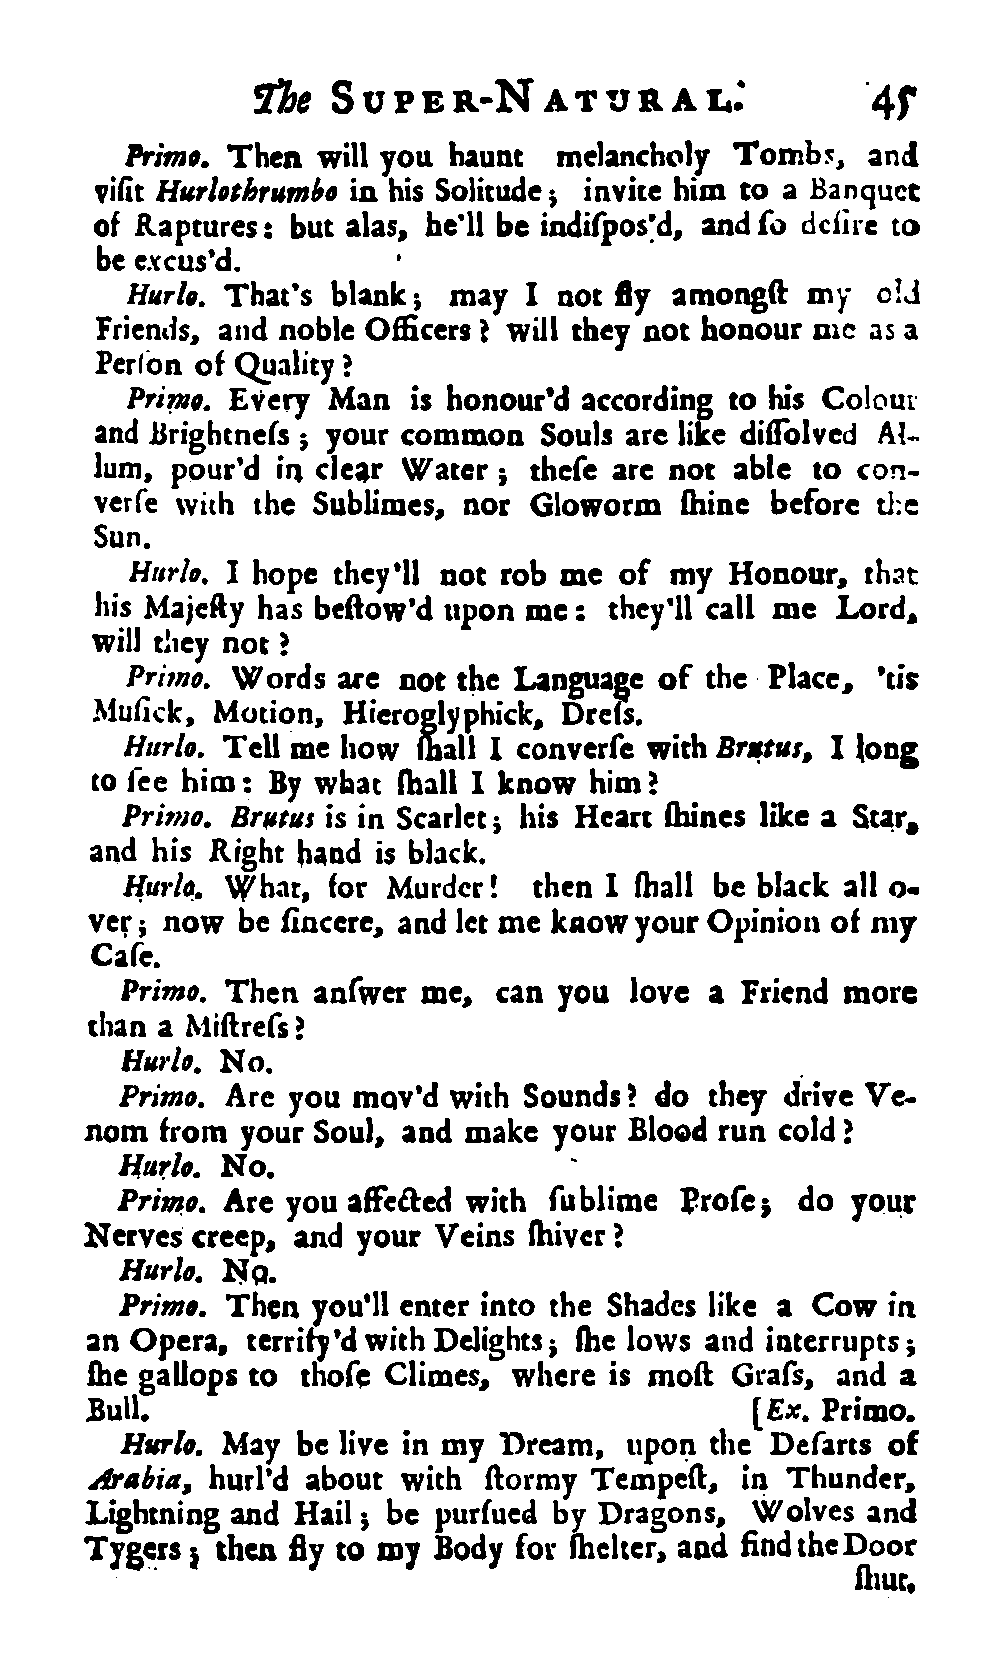 The SUPER-NATURAL. 45
Primo. Then will you haunt melancholy Tombs, and
viſit Hurlothrumbo in his Solitude; invite him to a Banquet
of Raptures: but alas, he'll be indiſpos'd, and ſo deſire to
be excus'd.
Hurlo. That's blank; may I not fly amongſt my old
Friends, and noble Officers? will they not honour me as a
Perſon of Quality?
Primo. Every Man is honour'd according to his Colour
and Brightneſs; your common Souls are like diſſolved Al-
lum, pour'd in clear Water; theſe are not able to con-
verſe with the Sublimes, nor Gloworm ſhine before the
Sun.
Hurlo. I hope they'll not rob me of my Honour, that
his Majeſty has beſtow'd upon me: they'll call me Lord,
will they not?
Primo. Words are not the Language of the Place, 'tis
Muſick, Motion, Hieroglyphick, Dreſs.
Hurlo. Tell me how ſhall I converſe with Brutus, I long
to ſee him: By what ſhall I know him?
Primo. Brutus is in Scarlet; his Heart ſhines like a Star,
and his Right hand is black.
Hurlo. What, for Murder! then I ſhall be black all o-
ver; now be ſincere, and let me know your Opinion of my
Caſe.
Primo. Then anſwer me, can you love a Friend more
than a Miſtreſs?
Hurlo. No.
Primo. Are you mov'd with Sounds? do they drive Ve-
nom from your Soul, and make your Blood run cold?
Hurlo. No.
Primo. Are you affected with ſublime Proſe; do your
Nerves creep, and your Veins ſhiver?
Hurlo. No.
Primo. Then you'll enter into the Shades like a Cow in
an Opera, terrify'd with Delights; ſhe lows and interrupts;
ſhe gallops to thoſe Climes, where is moſt Graſs, and a
Bull. [Ex. Primo.
Hurlo. May he live in my Dream, upon the Deſarts of
Arabia, hurl'd about with ſtormy Tempeſt, in Thunder,
Lightning and Hail; be purſued by Dragons, Wolves and
Tygers; then fly to my Body for ſhelter, and find the Door
ſhut.